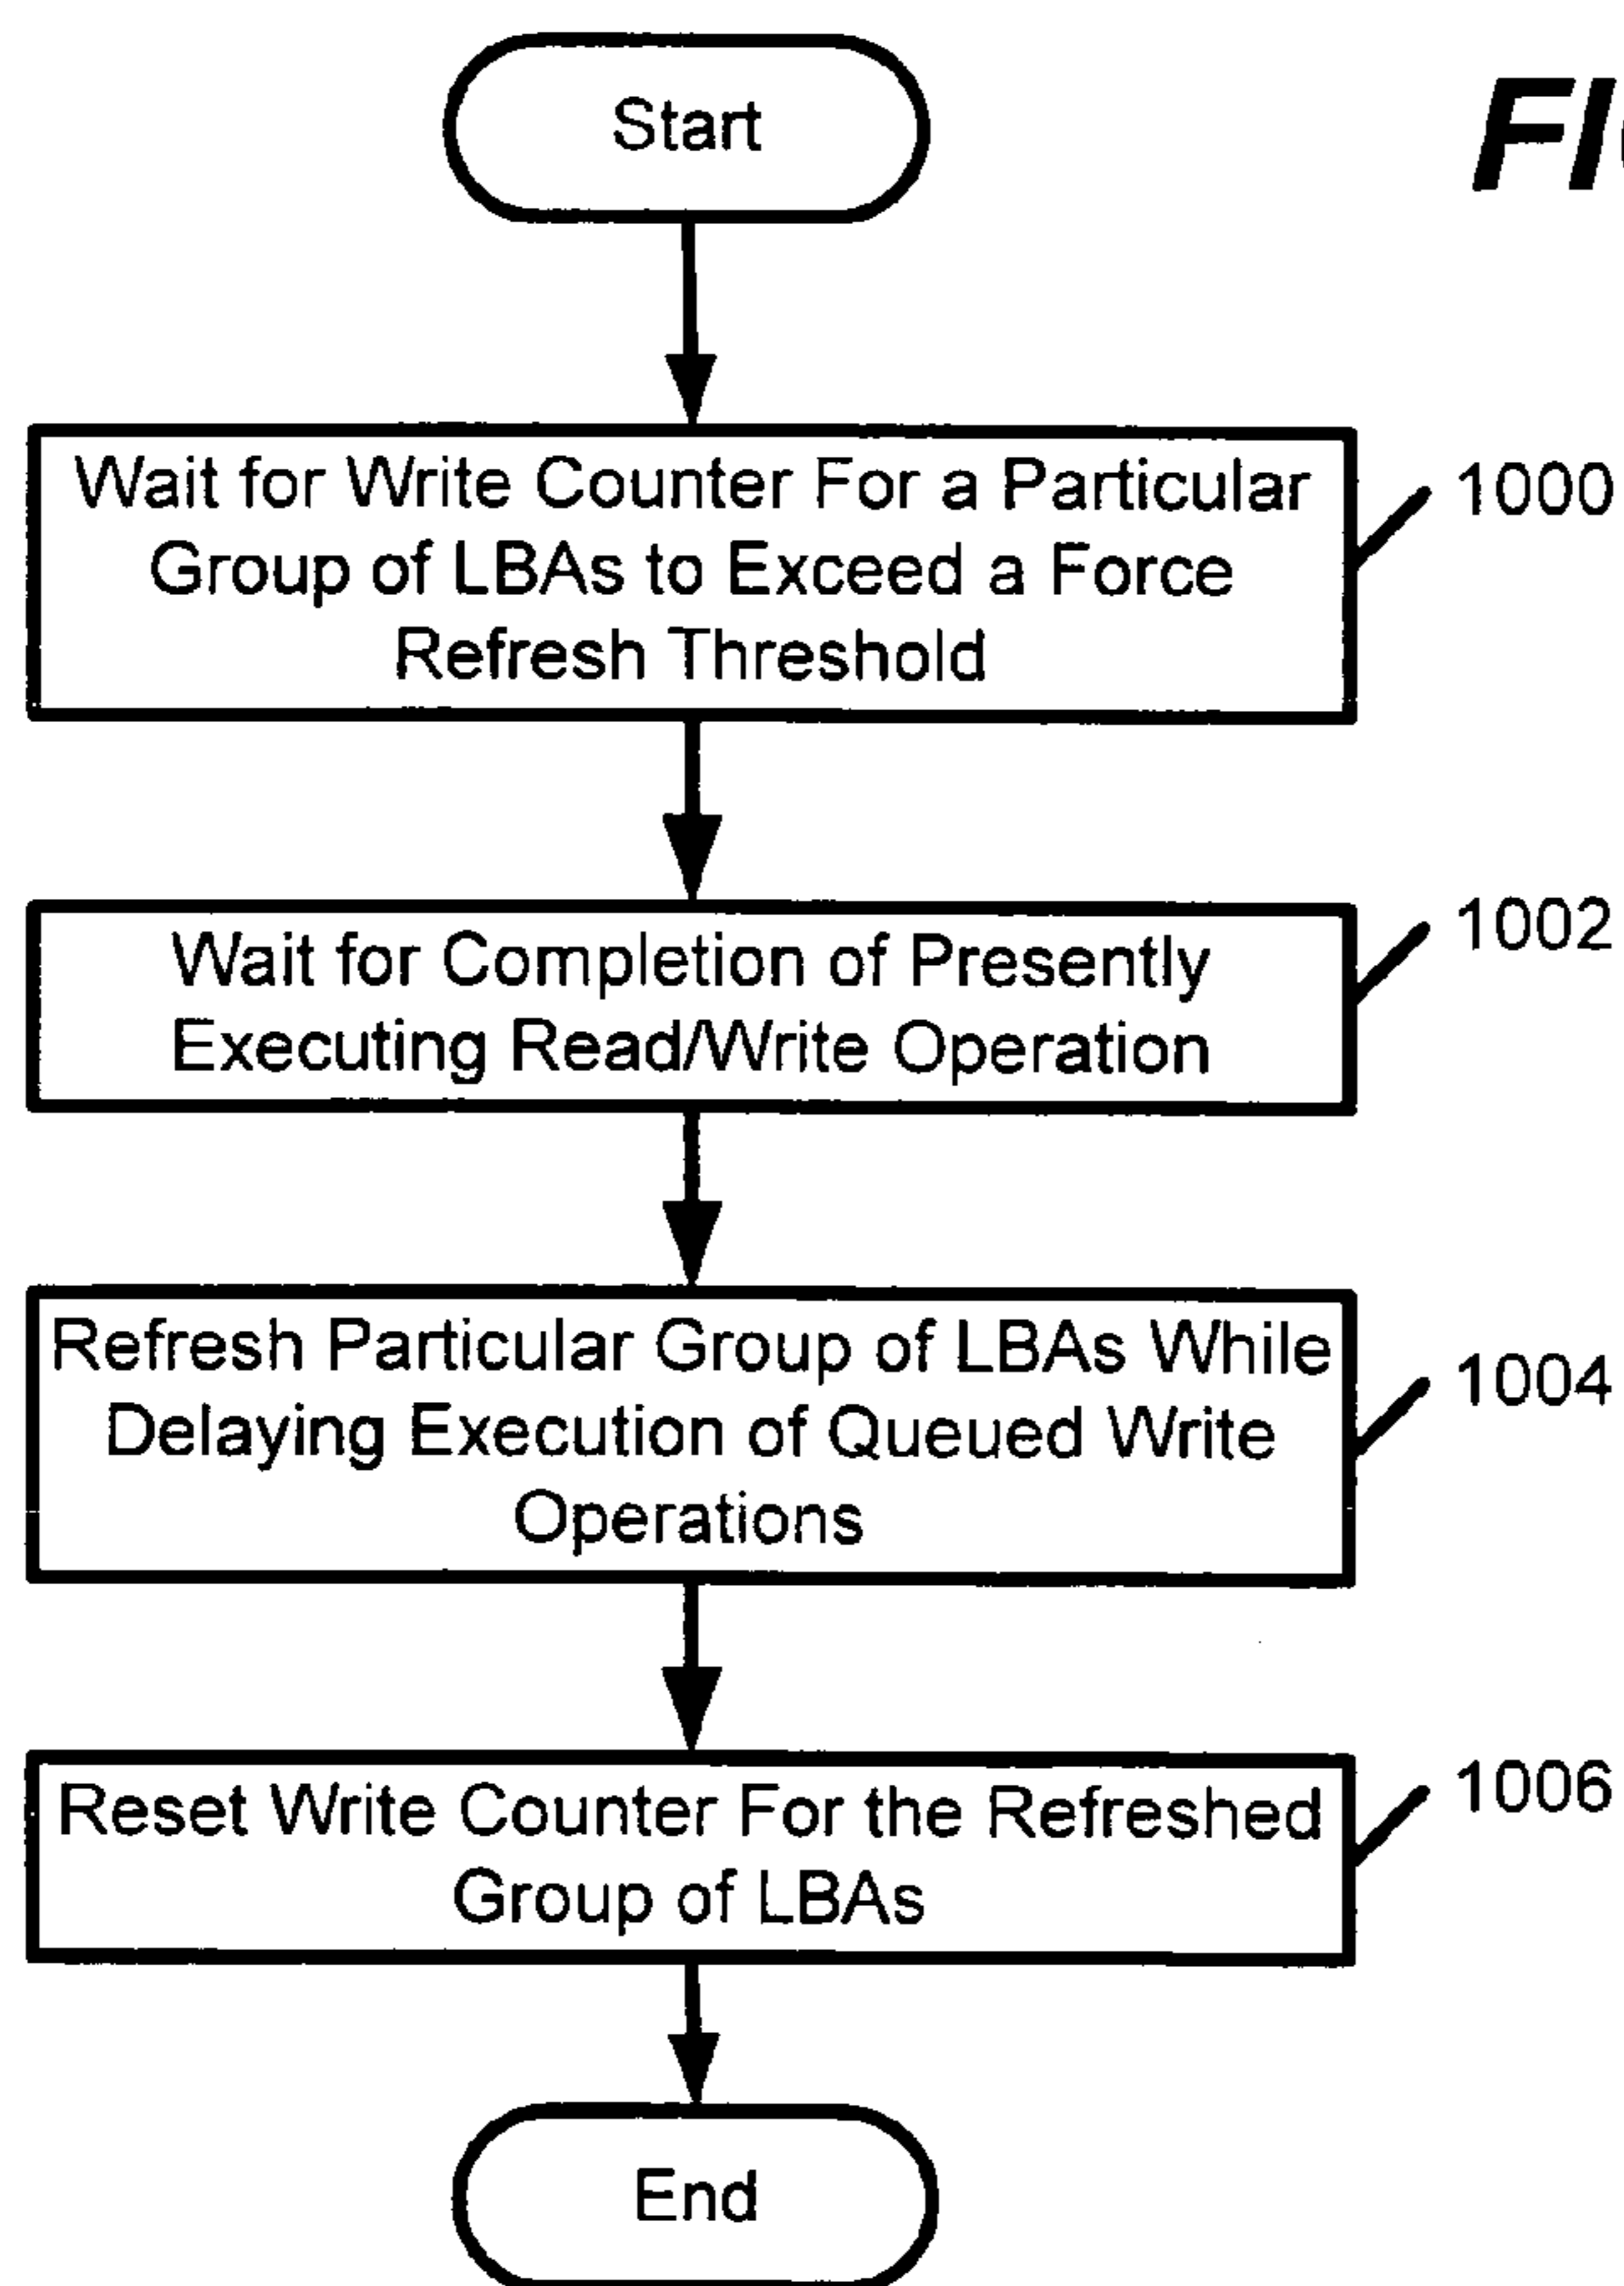 Start
FI
Wait for Write Counter For a Particular
Group of LBAs to Exceed a Force
Refresh Threshold
1000
Wait for Completion of Presently
Executing Read/Write Operation
1002
Refresh Particular Group of LBAs While
Delaying Execution of Queued Write
Operations
1004
Reset Write Counter For the Refreshed
Group of LBAs
1006
End